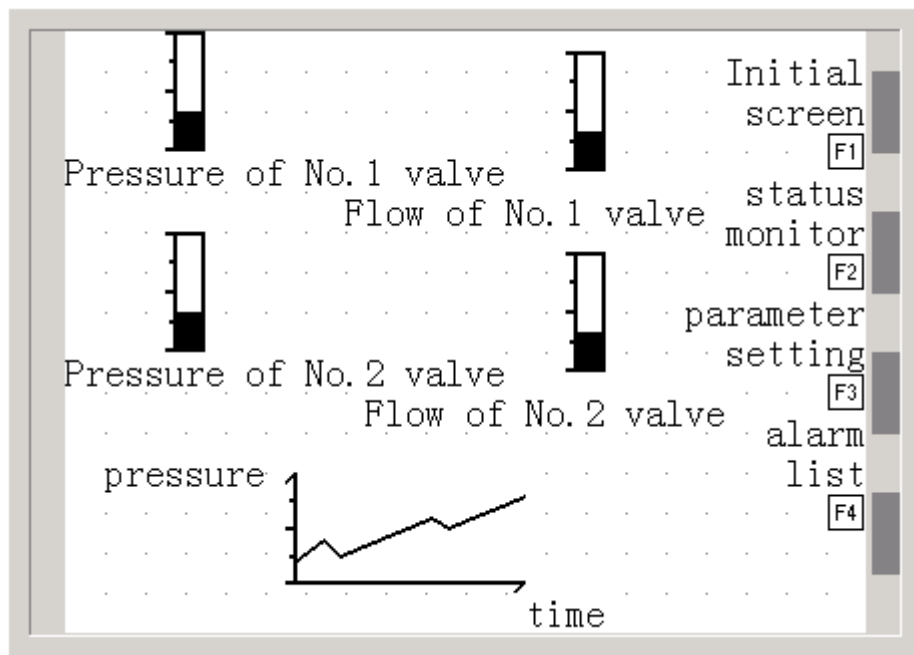 Initial
screen
F1
Pressure of No.1 valve
status
Flow of No.1 valve
monitor
F2
parameter
setting
Pressure of No.2 valve
F3
Flow of No.2 valve
alarm
pressure
list
F4
time